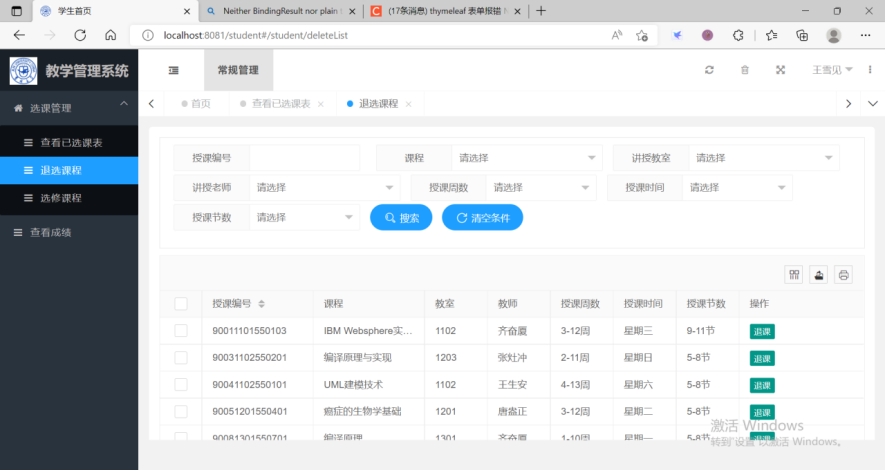 学生首页
Neither BindingResult nor plain
(17条消息) thymeleaf 表单报错
localhost:8081/student#/student/deleteList
教学管理系统
常规管理
王雪见
选课管理
首页
查看已选课表
退选课程
查看已选课表
退选课程
选修课程
查看成绩
授课编号
课程 请选择
讲授教室 请选择
讲授老师 请选择
授课周数 请选择
授课时间 请选择
授课节数 请选择
搜索
清空条件
授课编号 课程 教室 教师 授课周数 授课时间 授课节数 操作
90011101550103 IBM Websphere实... 1102 齐奋厦 3-12周 星期三 9-11节 退课
90031102550201 编译原理与实现 1203 张灶冲 2-11周 星期日 5-8节 退课
90041102550101 UML建模技术 1102 王生安 4-13周 星期六 5-8节 退课
90051201550401 癌症的生物学基础 1201 唐盎正 3-12周 星期二 5-8节 退课
90081301550701 编译原理 1301 齐奋厦 1-10周 星期一 5-8节
激活 Windows
转到"设置"以激活 Windows。